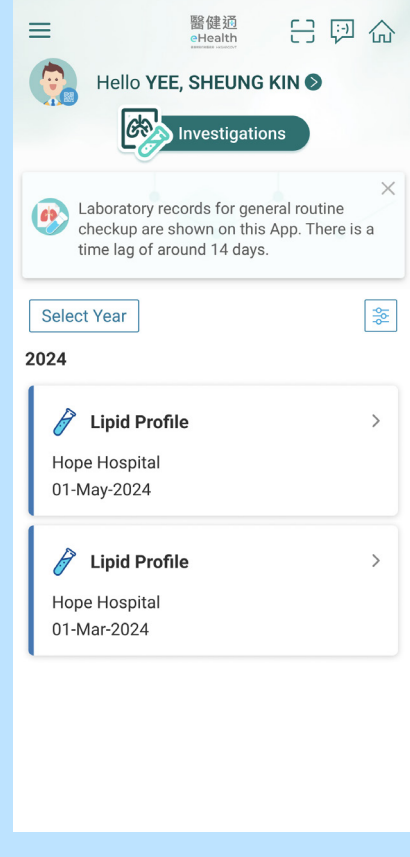 醫健通
eHealth
Hello YEE, SHEUNG KIN
Investigations
Laboratory records for general routine
checkup are shown on this App. There is a
time lag of around 14 days.
Select Year
2024
Lipid Profile
Hope Hospital
01-May-2024
Lipid Profile
Hope Hospital
01-Mar-2024